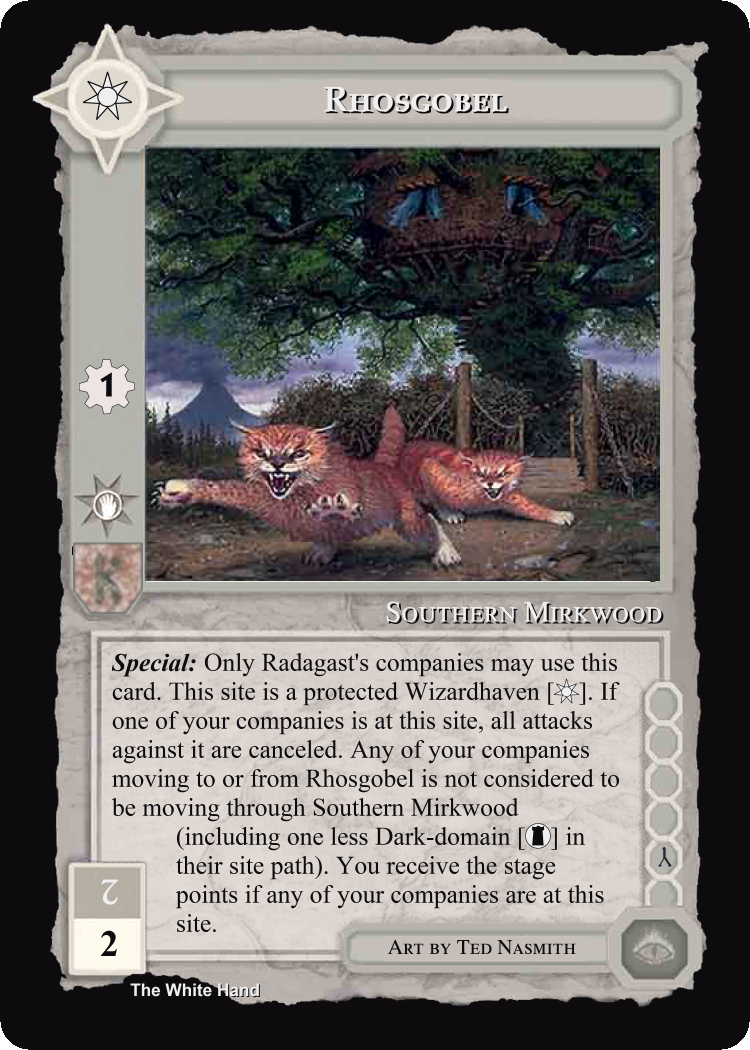 Rhosgobel
1
K
Southern Mirkwood
Special: Only Radagast's companies may use this
card. This site is a protected Wizardhaven [ ]. If
one of your companies is at this site, all attacks
against it are canceled. Any of your companies
moving to or from Rhosgobel is not considered to
be moving through Southern Mirkwood
(including one less Dark-domain [ ] in
their site path). You receive the stage
points if any of your companies are at this
site.
2
Art by Ted Nasmith
The White Hand